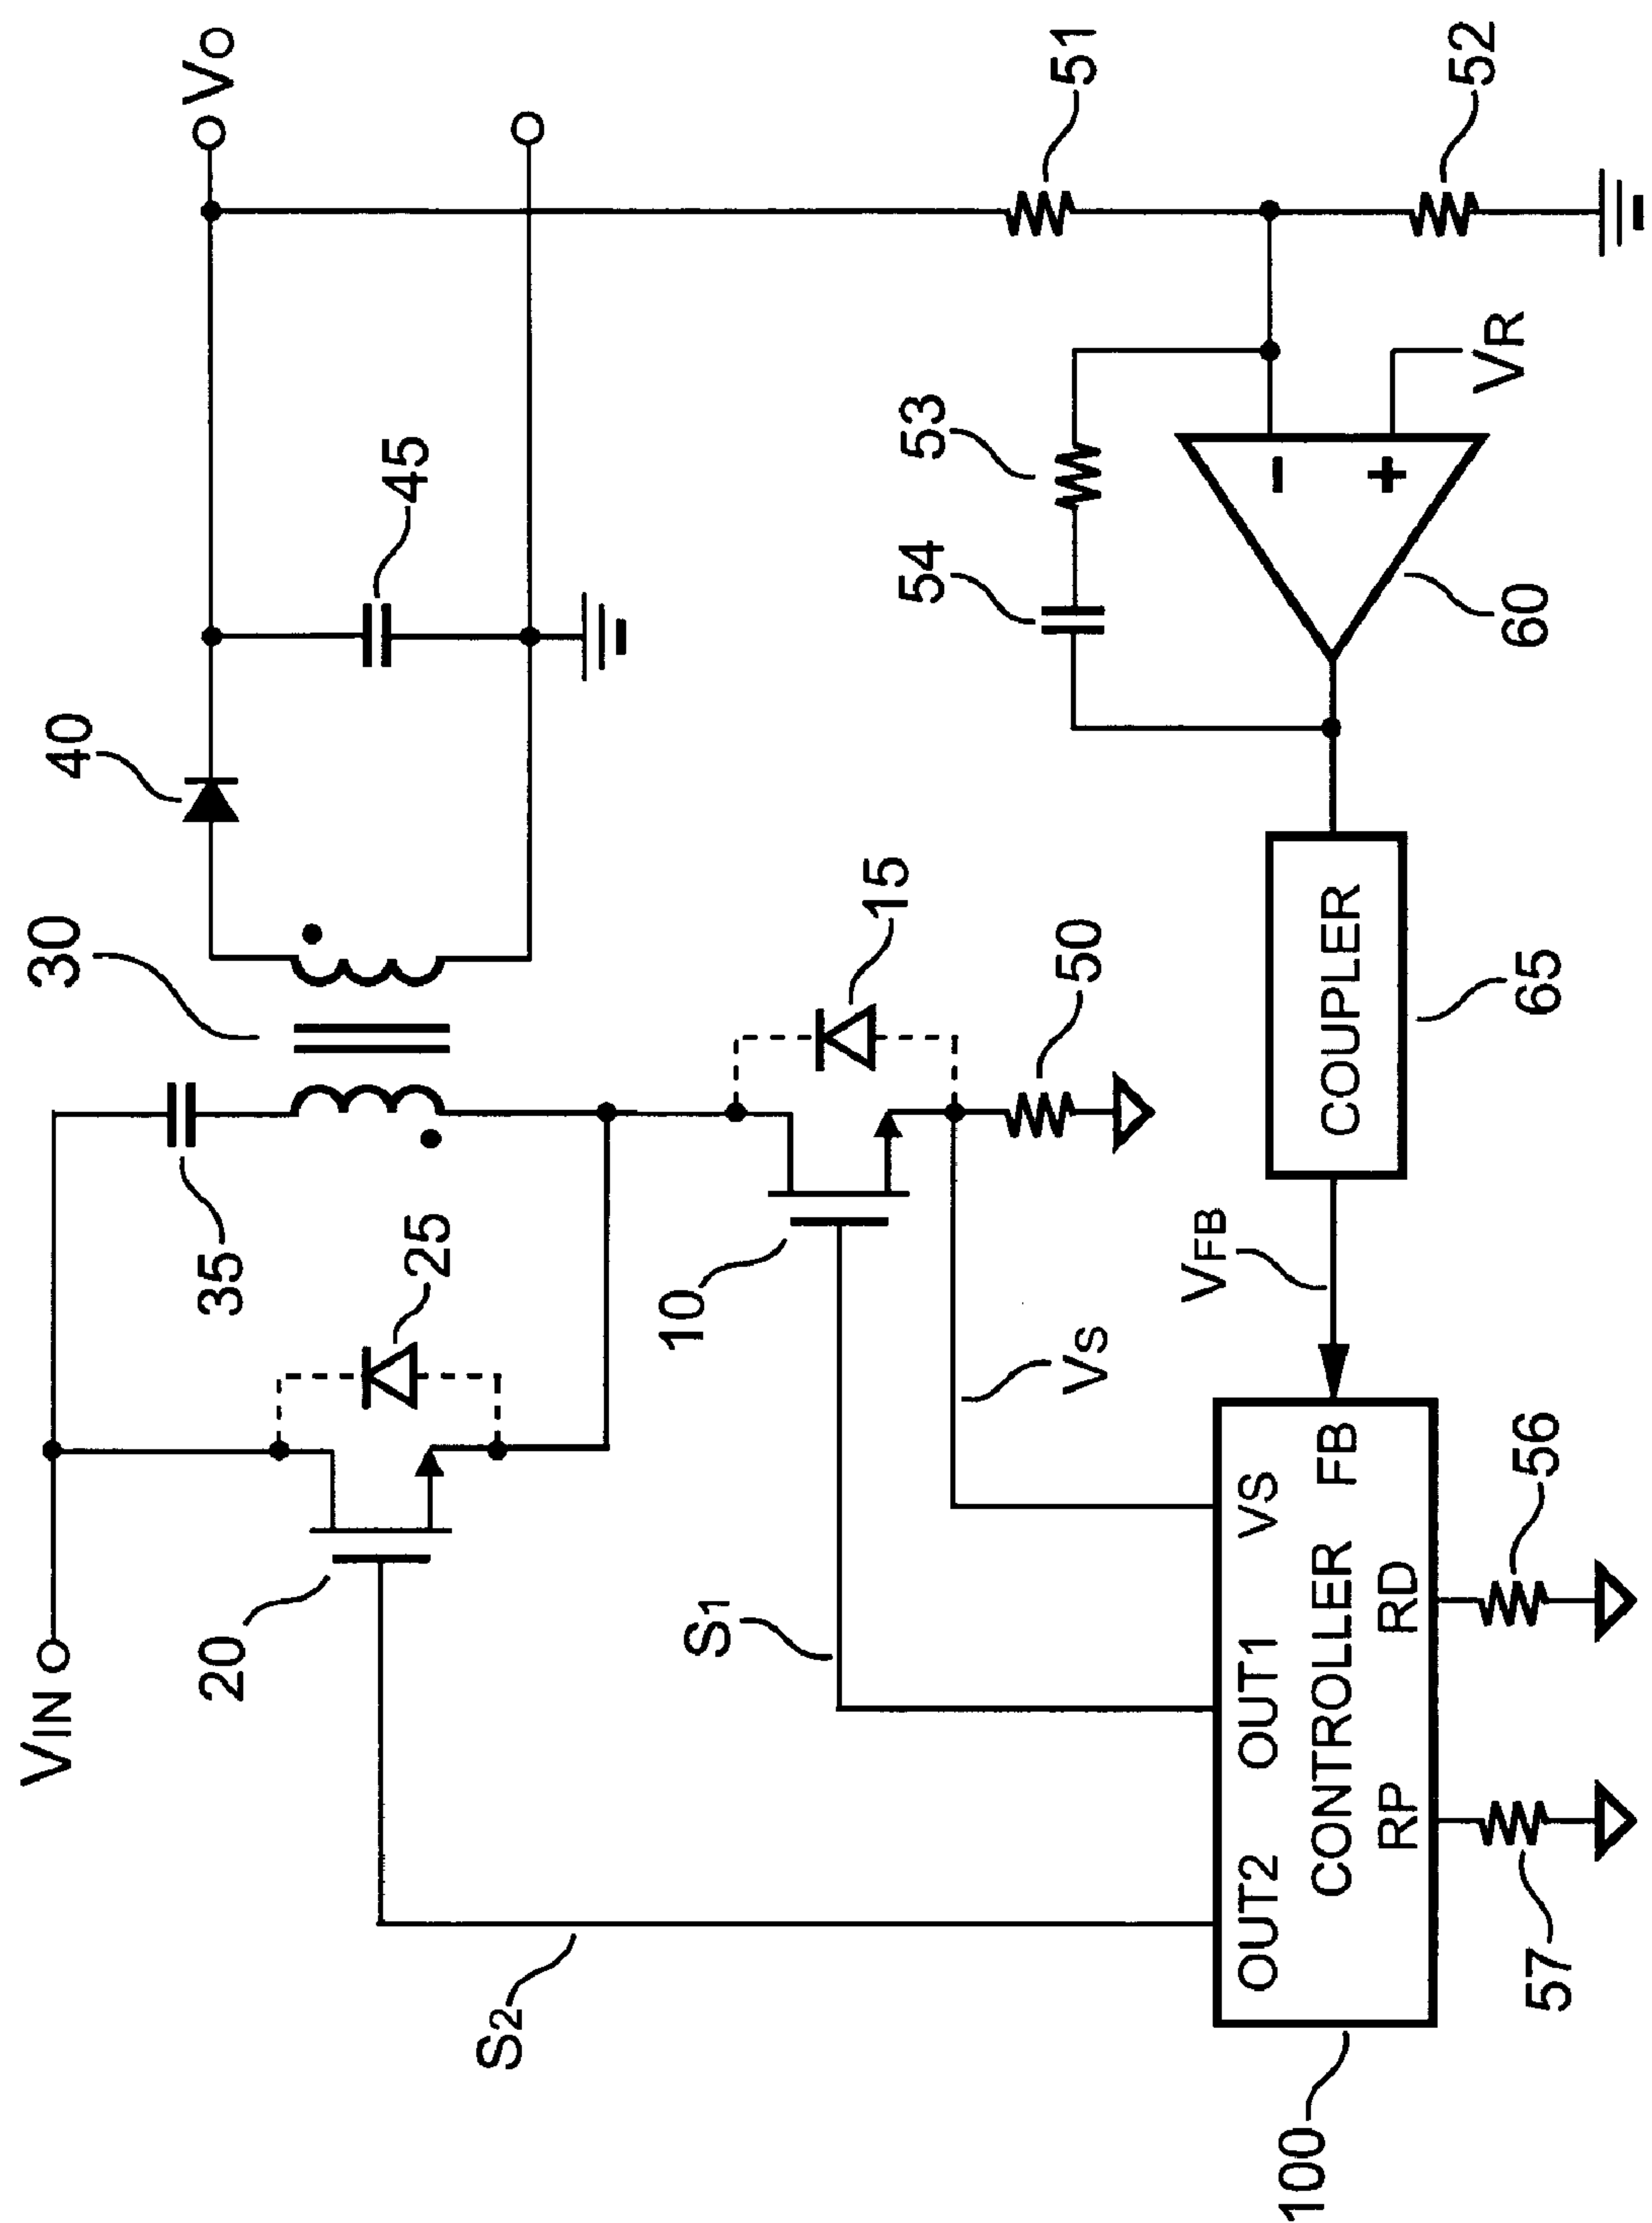 VIN
VO
30
40
35
45
20
25
S2
S1
10
15
VS
50
54
53
51
VFB
OUT2
OUT1
VS
FB
CONTROLLER
RP
RD
COUPLER
-
+
VR
52
100
57
56
65
60